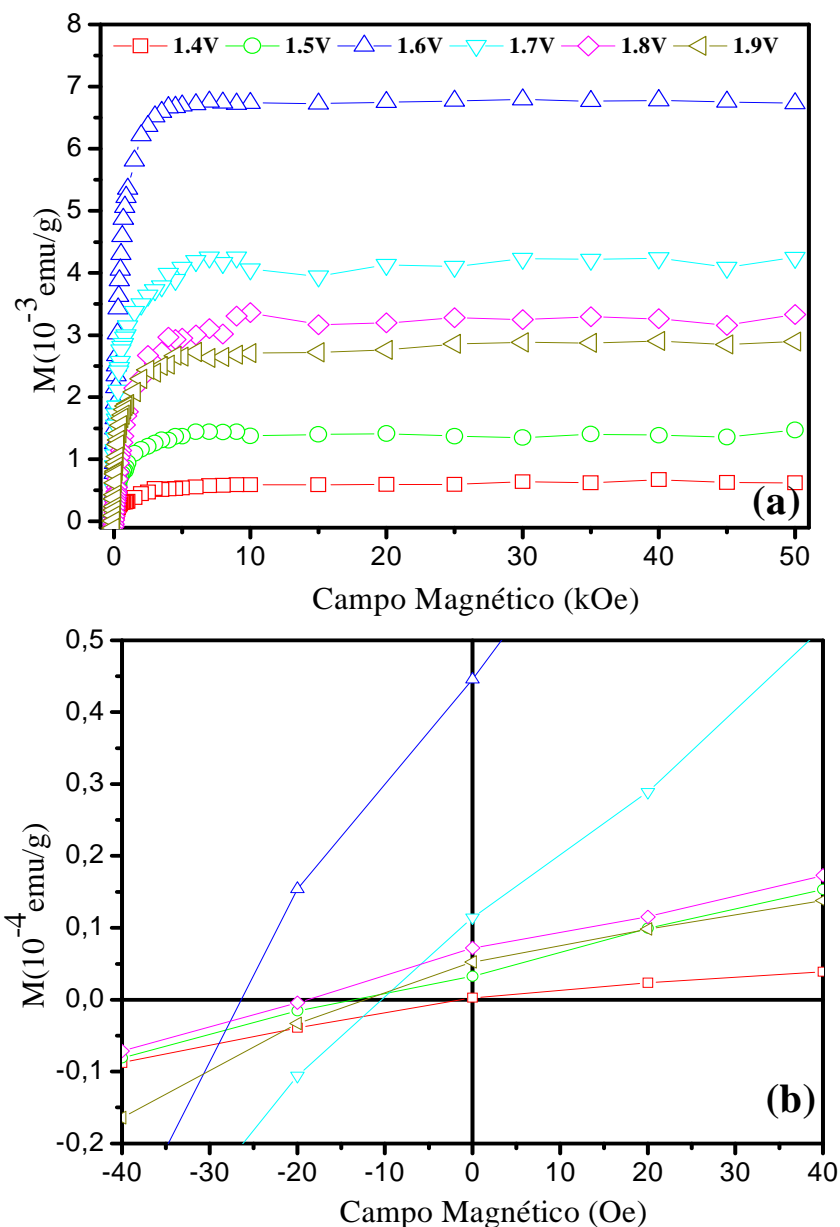 8
7
6
5
4
3
2
1
0
M(10⁻³ emu/g)
1.4V 1.5V 1.6V 1.7V 1.8V 1.9V
(a)
0 10 20 30 40 50
Campo Magnético (kOe)
0,5
0,4
0,3
0,2
0,1
0,0
-0,1
-0,2
M(10⁻⁴ emu/g)
(b)
-40 -30 -20 -10 0 10 20 30 40
Campo Magnético (Oe)